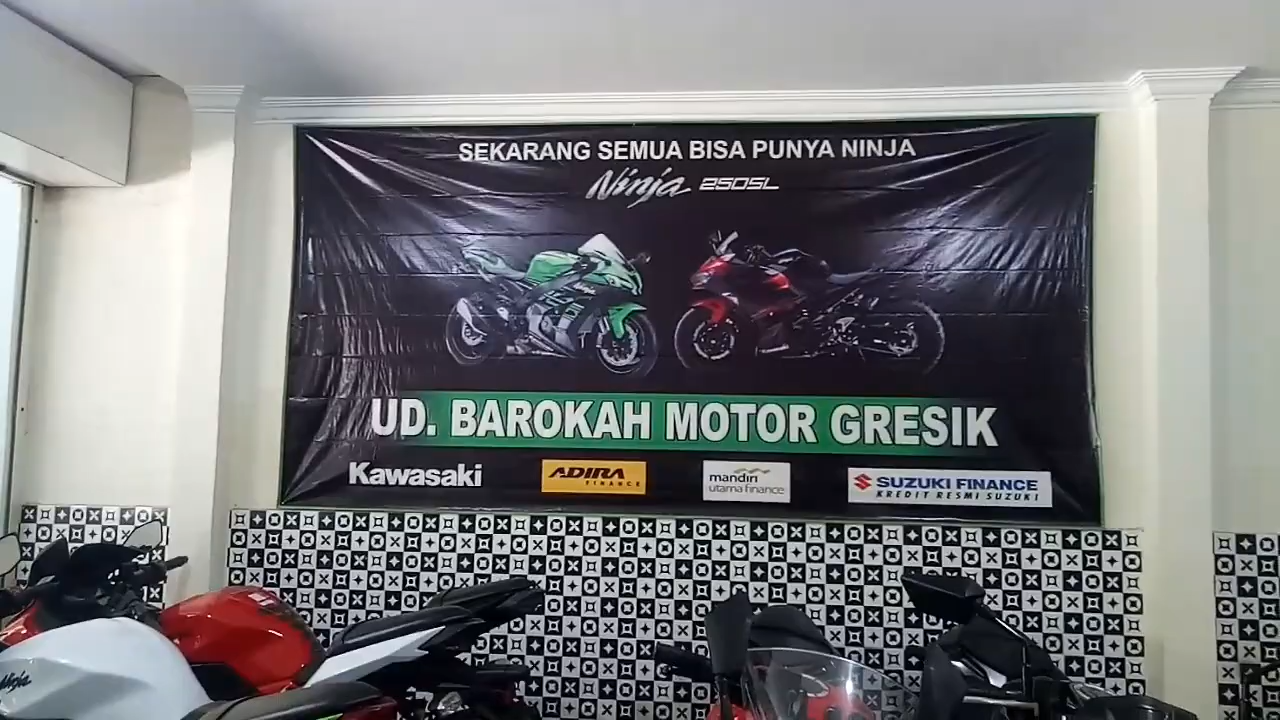 SEKARANG SEMUA BISA PUNYA NINJA
Ninja 250SL
UD. BAROKAH MOTOR GRESIK
Kawasaki
ADIRA
FINANCE
mandiri
utama finance
SUZUKI FINANCE
KREDIT RESMI SUZUKI
Ninja